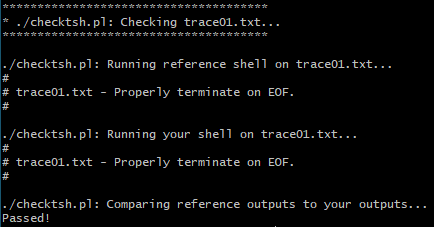 **************************************
* ./checktsh.pl: Checking trace01.txt...
**************************************
./checktsh.pl: Running reference shell on trace01.txt...
#
# trace01.txt - Properly terminate on EOF.
#
./checktsh.pl: Running your shell on trace01.txt...
#
# trace01.txt - Properly terminate on EOF.
#
./checktsh.pl: Comparing reference outputs to your outputs...
Passed!